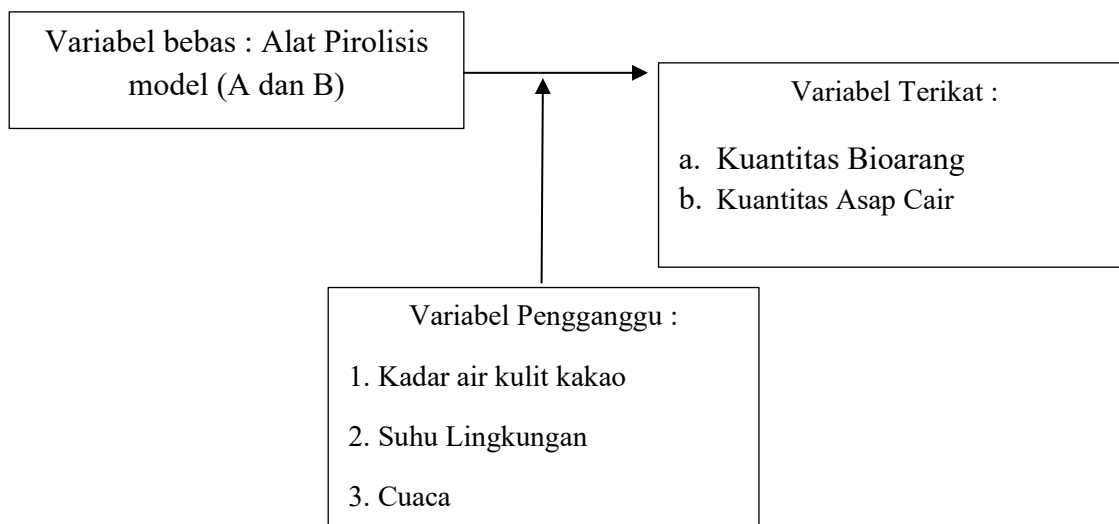 Variabel bebas : Alat Pirolisis
model (A dan B)
Variabel Terikat :
a. Kuantitas Bioarang
b. Kuantitas Asap Cair
Variabel Pengganggu :
1. Kadar air kulit kakao
2. Suhu Lingkungan
3. Cuaca